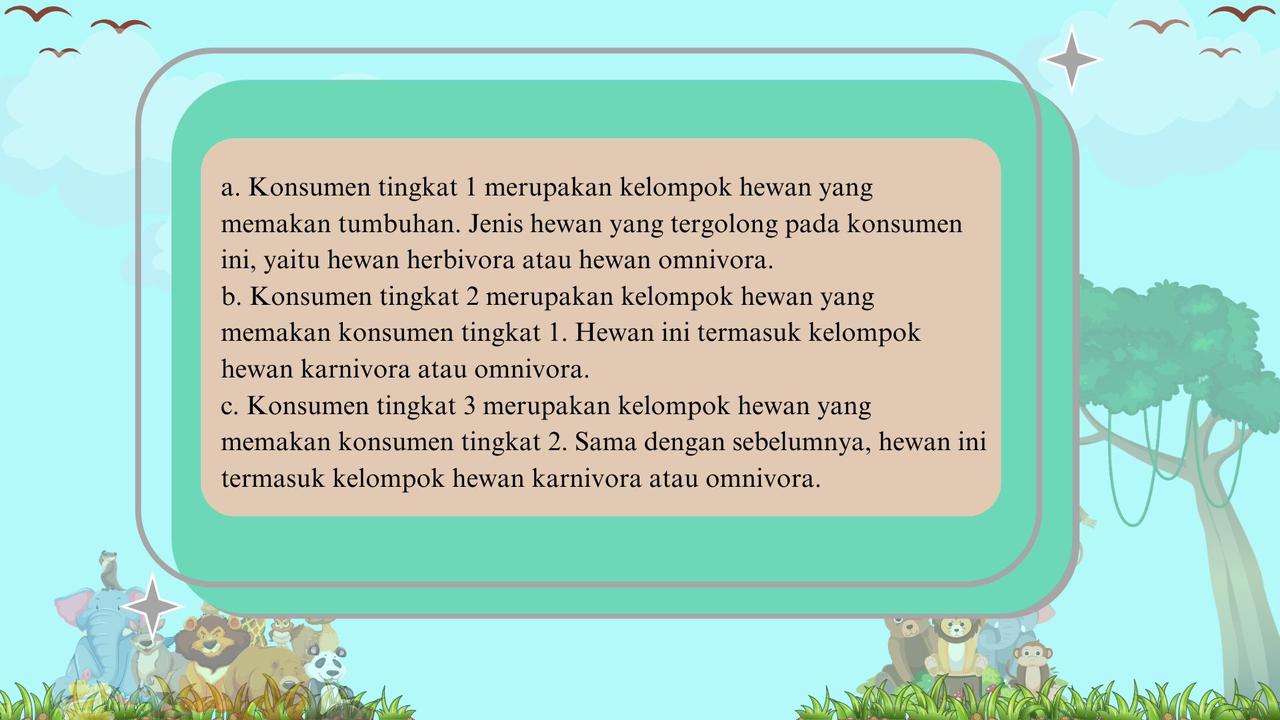 a. Konsumen tingkat 1 merupakan kelompok hewan yang
memakan tumbuhan. Jenis hewan yang tergolong pada konsumen
ini, yaitu hewan herbivora atau hewan omnivora.
b. Konsumen tingkat 2 merupakan kelompok hewan yang
memakan konsumen tingkat 1. Hewan ini termasuk kelompok
hewan karnivora atau omnivora.
c. Konsumen tingkat 3 merupakan kelompok hewan yang
memakan konsumen tingkat 2. Sama dengan sebelumnya, hewan ini
termasuk kelompok hewan karnivora atau omnivora.